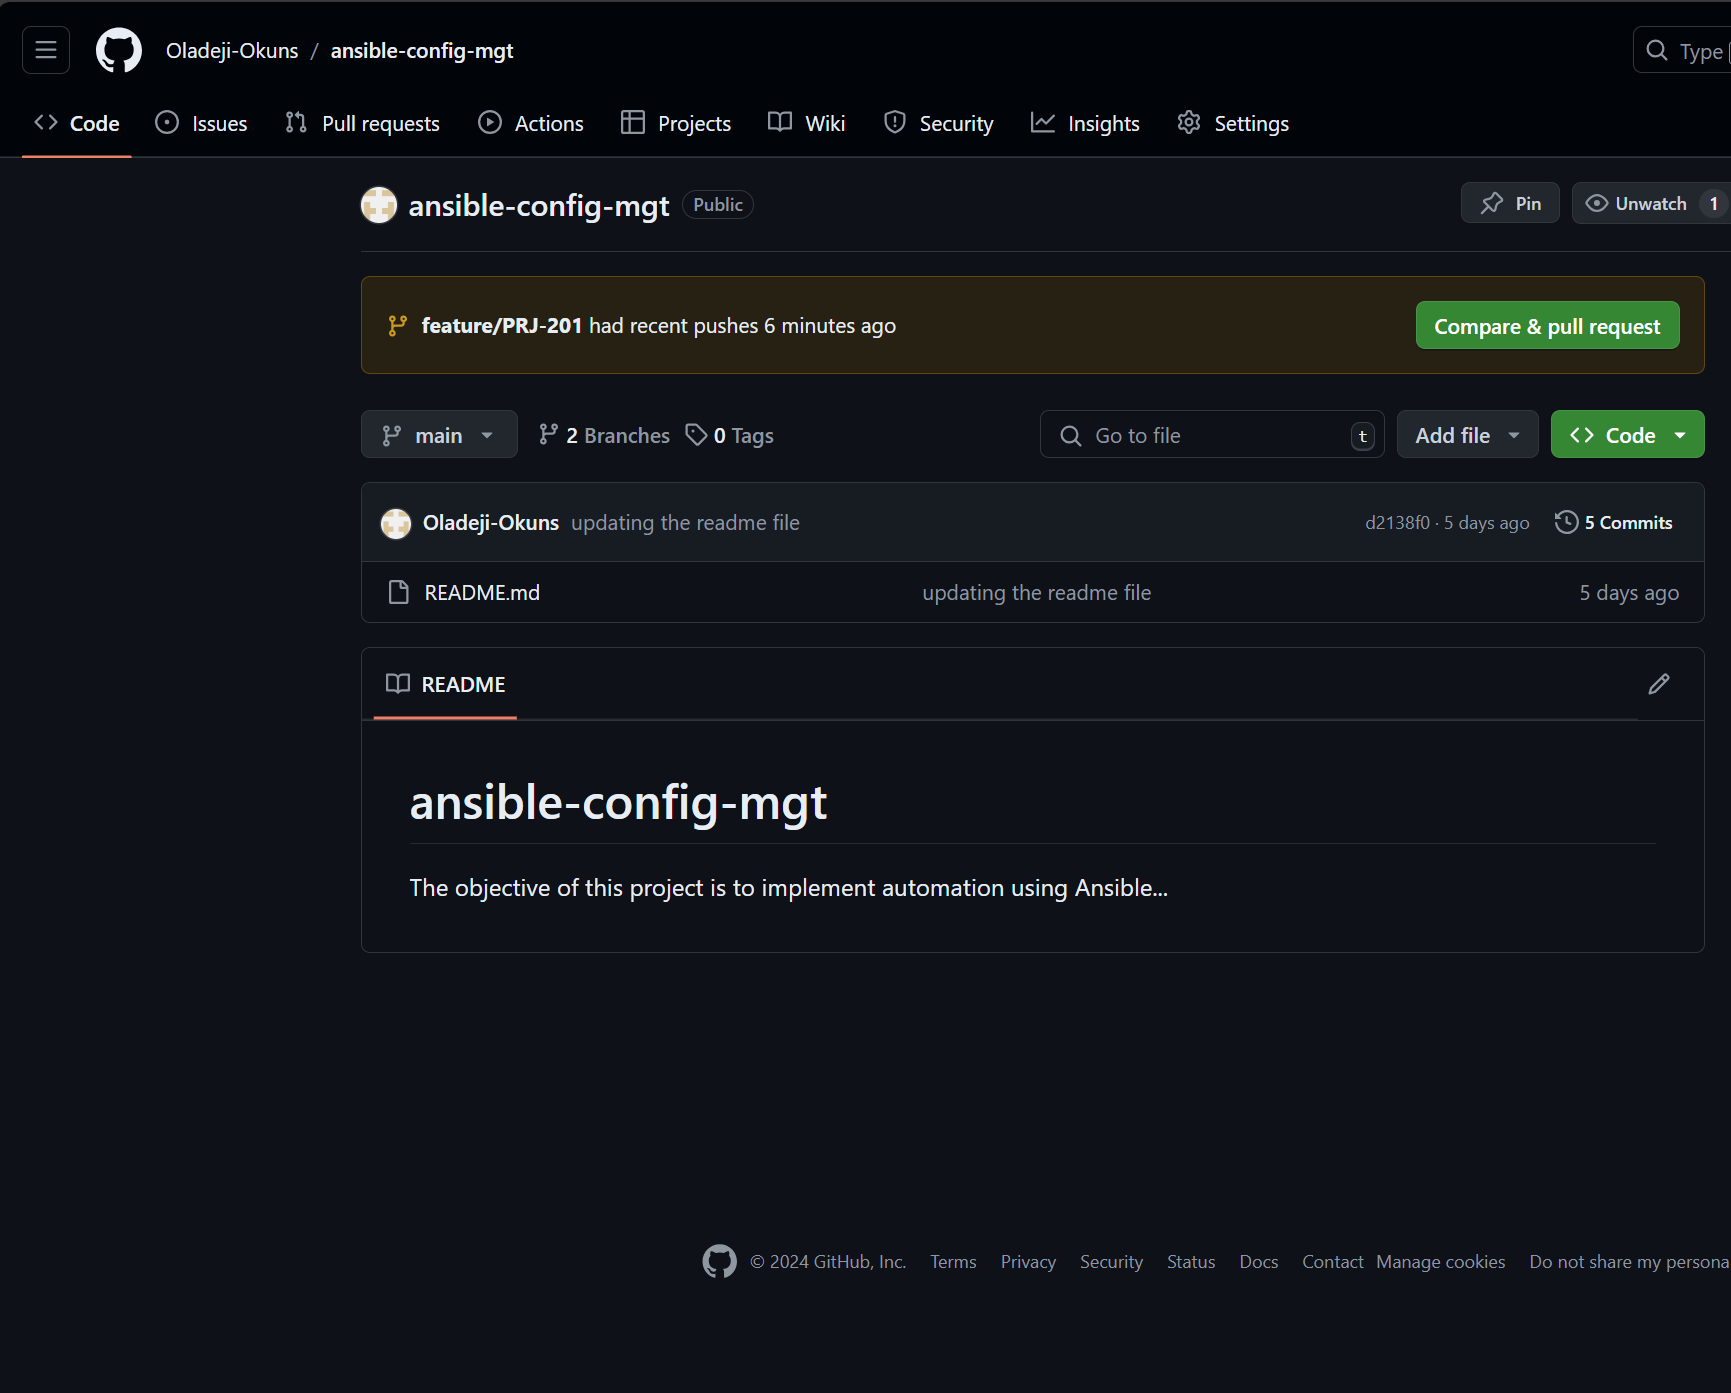 Oladeji-Okuns / ansible-config-mgt
Type
Code Issues Pull requests Actions Projects Wiki Security Insights Settings
ansible-config-mgt Public
Pin Unwatch 1
feature/PRJ-201 had recent pushes 6 minutes ago
Compare & pull request
main 2 Branches 0 Tags
Go to file t Add file Code
Oladeji-Okuns updating the readme file d2138f0 · 5 days ago 5 Commits
README.md updating the readme file 5 days ago
README
ansible-config-mgt
The objective of this project is to implement automation using Ansible...
© 2024 GitHub, Inc. Terms Privacy Security Status Docs Contact Manage cookies Do not share my persona